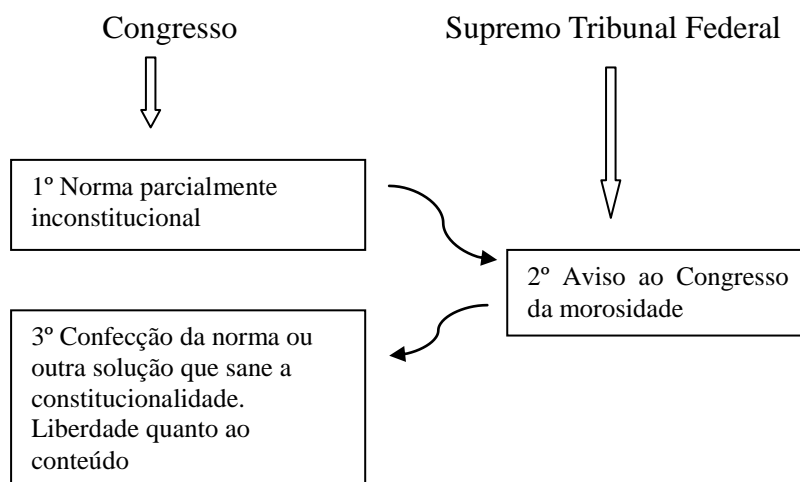 Congresso
Supremo Tribunal Federal
1º Norma parcialmente
inconstitucional
2º Aviso ao Congresso
da morosidade
3º Confecção da norma ou
outra solução que sane a
constitucionalidade.
Liberdade quanto ao
conteúdo